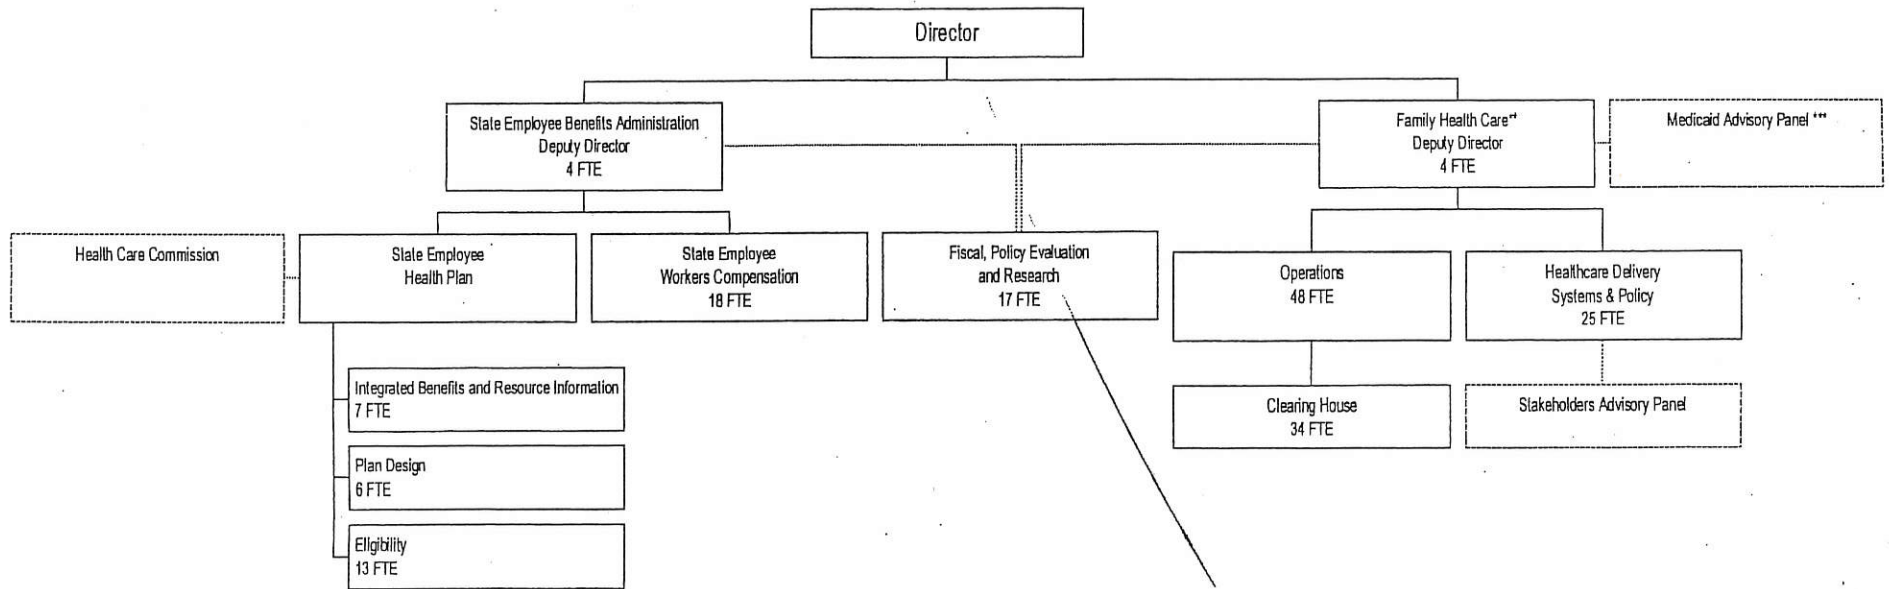 Director
State Employee Benefits Administration
Deputy Director
4 FTE
Family Health Care**
Deputy Director
4 FTE
Medicaid Advisory Panel ***
Health Care Commission
State Employee
Health Plan
State Employee
Workers Compensation
18 FTE
Fiscal, Policy Evaluation
and Research
17 FTE
Operations
48 FTE
Healthcare Delivery
Systems & Policy
25 FTE
Integrated Benefits and Resource Information
7 FTE
Plan Design
6 FTE
Eligibility
13 FTE
Clearing House
34 FTE
Stakeholders Advisory Panel